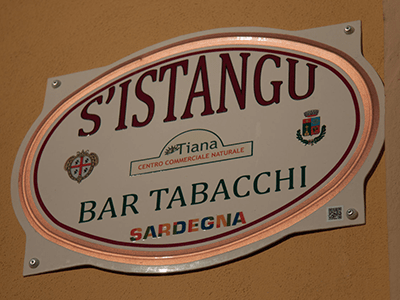 S'ISTANGU
Tiana
CENTRO COMMERCIALE NATURALE
BAR TABACCHI
SARDEGNA